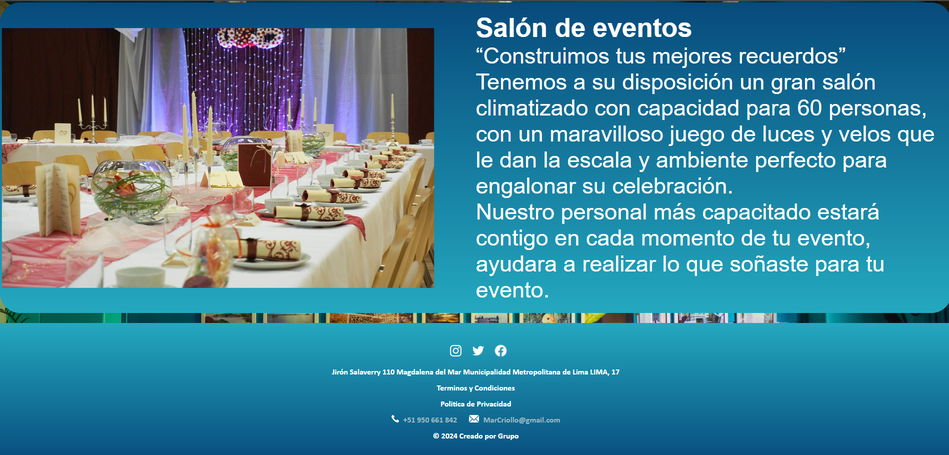 Salón de eventos
“Construimos tus mejores recuerdos”
Tenemos a su disposición un gran salón
climatizado con capacidad para 60 personas,
con un maravilloso juego de luces y velos que
le dan la escala y ambiente perfecto para
engalonar su celebración.
Nuestro personal más capacitado estará
contigo en cada momento de tu evento,
ayudara a realizar lo que soñaste para tu
evento.
Jirón Salaverry 110 Magdalena del Mar Municipalidad Metropolitana de Lima LIMA, 17
Terminos y Condiciones
Politica de Privacidad
+51 950 661 842 MarCriollo@gmail.com
© 2024 Creado por Grupo